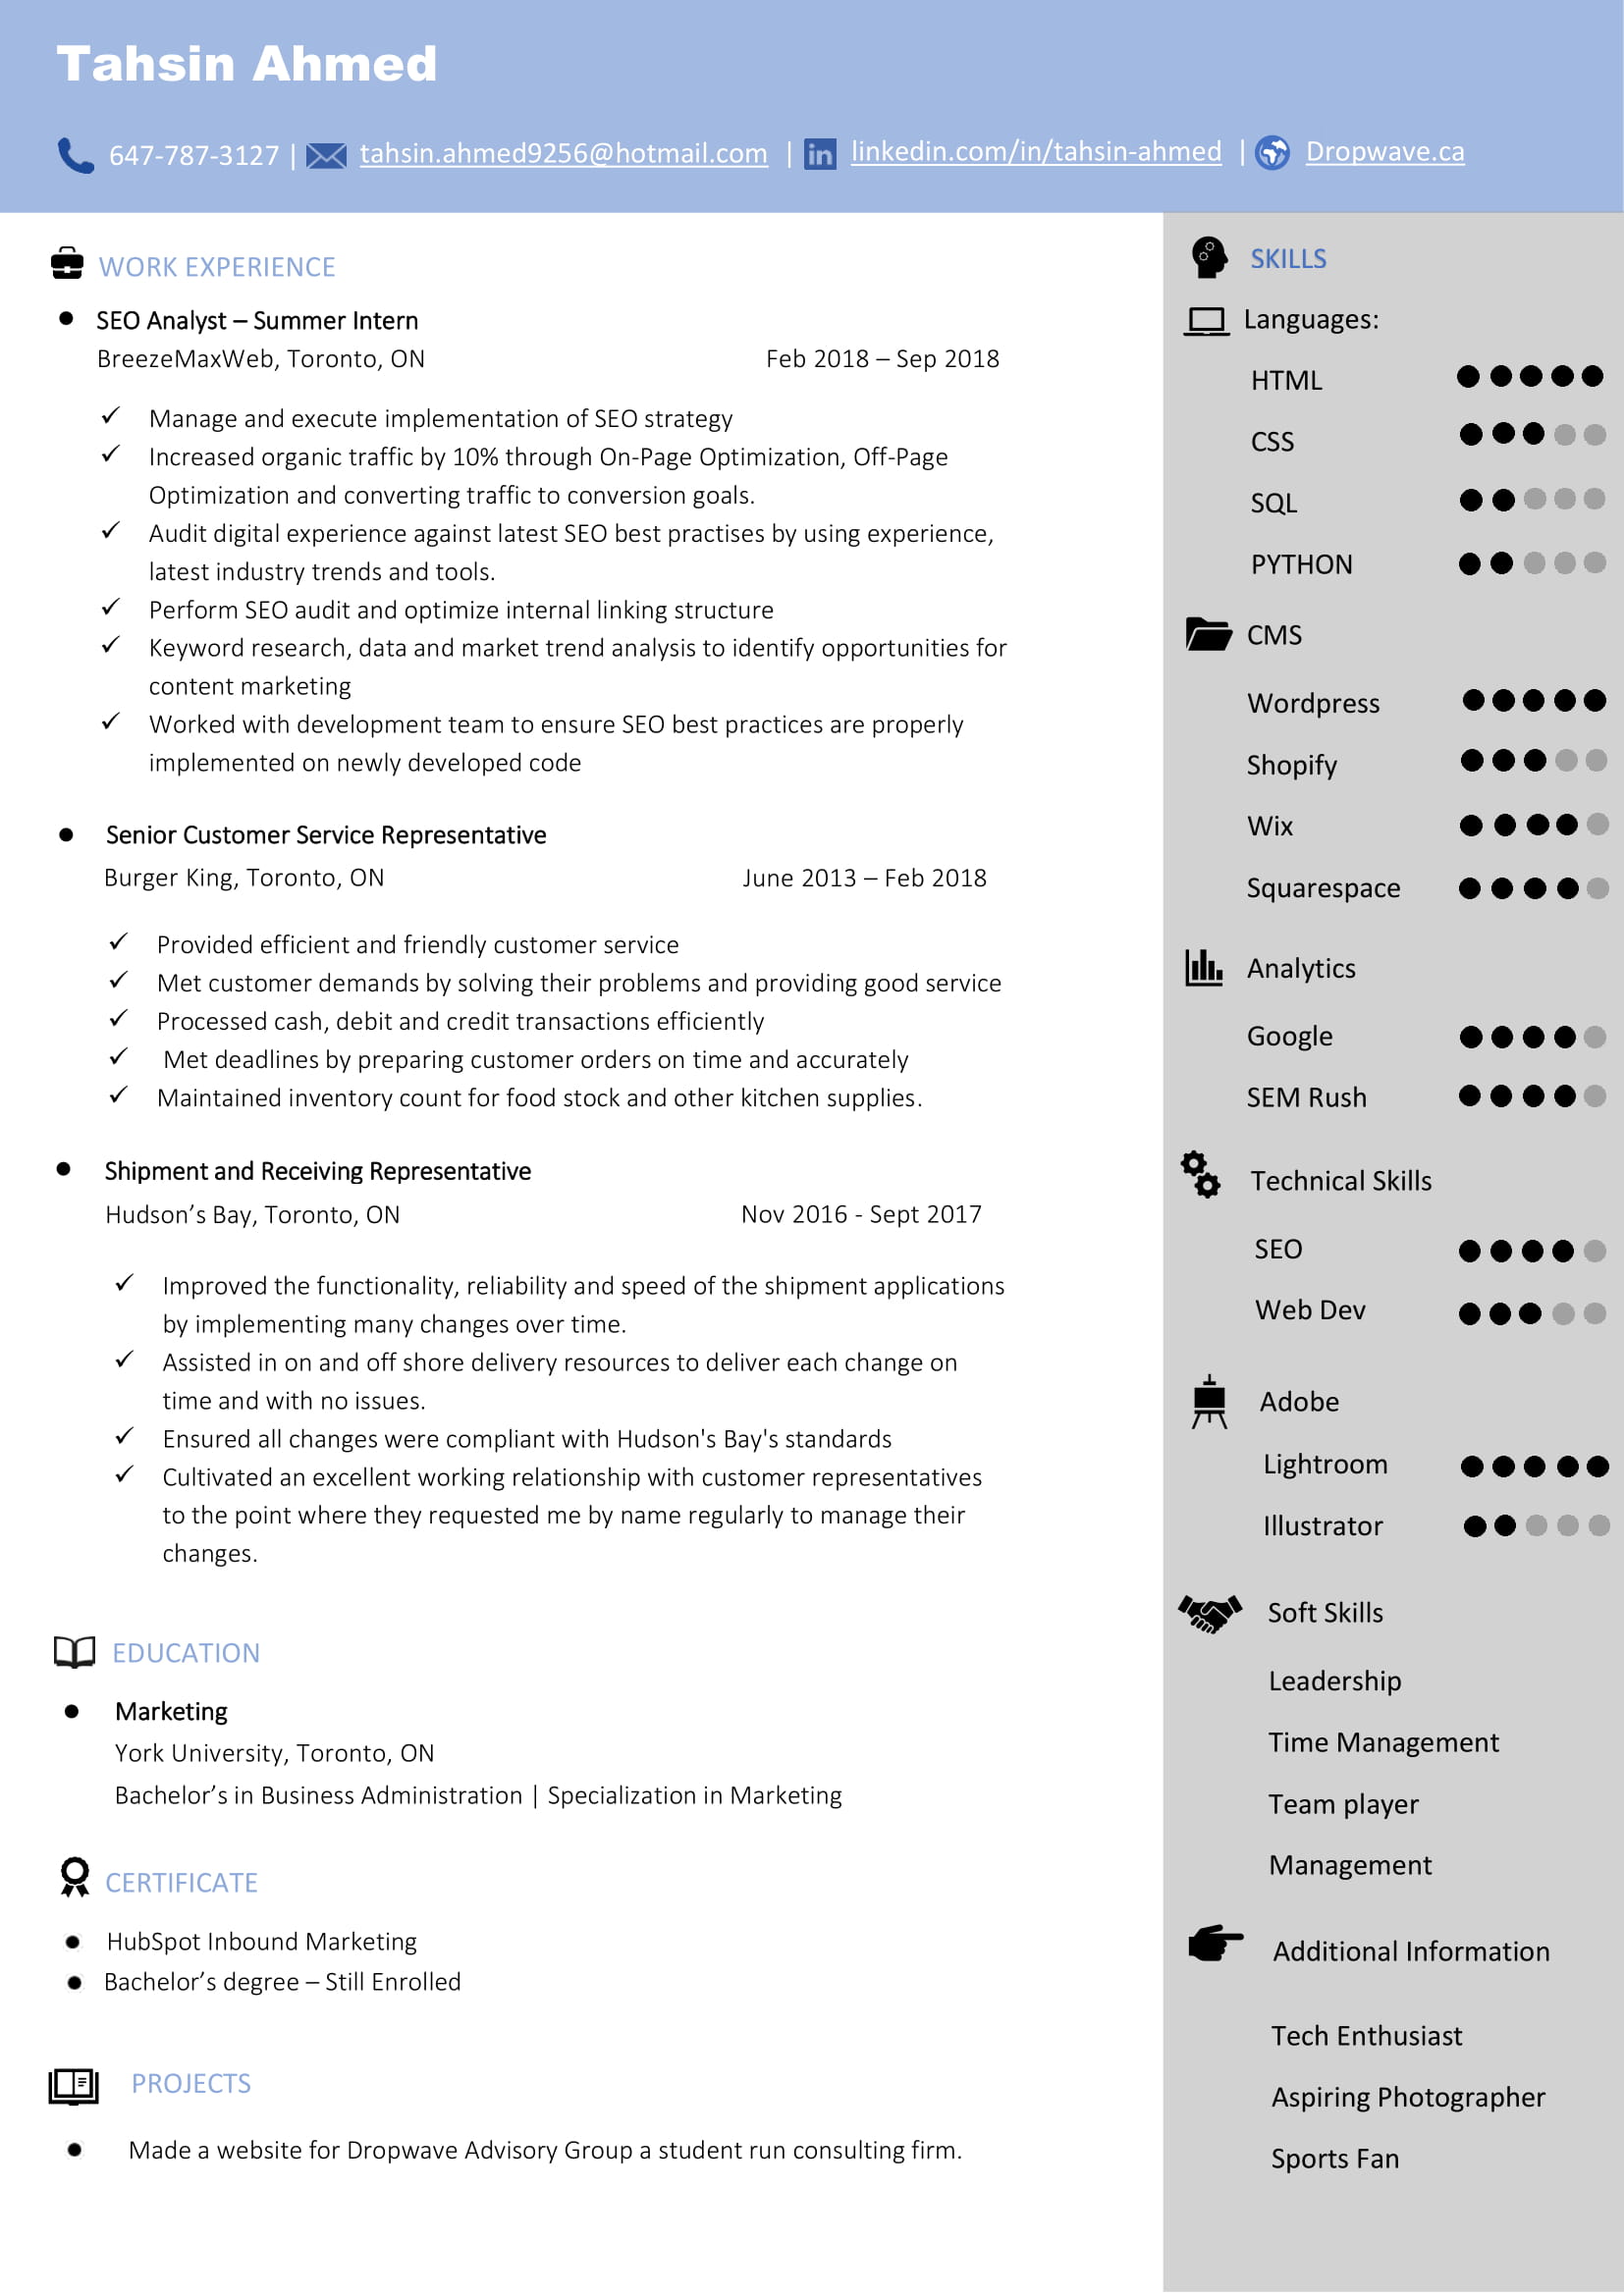 Tahsin Ahmed
647-787-3127 | tahsin.ahmed9256@hotmail.com | in linkedin.com/in/tahsin-ahmed | Dropwave.ca
WORK EXPERIENCE
SEO Analyst – Summer Intern
BreezeMaxWeb, Toronto, ON Feb 2018 – Sep 2018
Manage and execute implementation of SEO strategy
Increased organic traffic by 10% through On-Page Optimization, Off-Page
Optimization and converting traffic to conversion goals.
Audit digital experience against latest SEO best practises by using experience,
latest industry trends and tools.
Perform SEO audit and optimize internal linking structure
Keyword research, data and market trend analysis to identify opportunities for
content marketing
Worked with development team to ensure SEO best practices are properly
implemented on newly developed code
Senior Customer Service Representative
Burger King, Toronto, ON June 2013 – Feb 2018
Provided efficient and friendly customer service
Met customer demands by solving their problems and providing good service
Processed cash, debit and credit transactions efficiently
Met deadlines by preparing customer orders on time and accurately
Maintained inventory count for food stock and other kitchen supplies.
Shipment and Receiving Representative
Hudson’s Bay, Toronto, ON Nov 2016 - Sept 2017
Improved the functionality, reliability and speed of the shipment applications
by implementing many changes over time.
Assisted in on and off shore delivery resources to deliver each change on
time and with no issues.
Ensured all changes were compliant with Hudson's Bay's standards
Cultivated an excellent working relationship with customer representatives
to the point where they requested me by name regularly to manage their
changes.
EDUCATION
Marketing
York University, Toronto, ON
Bachelor’s in Business Administration | Specialization in Marketing
CERTIFICATE
HubSpot Inbound Marketing
Bachelor’s degree – Still Enrolled
PROJECTS
Made a website for Dropwave Advisory Group a student run consulting firm.
SKILLS
Languages:
HTML
CSS
SQL
PYTHON
CMS
Wordpress
Shopify
Wix
Squarespace
Analytics
Google
SEM Rush
Technical Skills
SEO
Web Dev
Adobe
Lightroom
Illustrator
Soft Skills
Leadership
Time Management
Team player
Management
Additional Information
Tech Enthusiast
Aspiring Photographer
Sports Fan